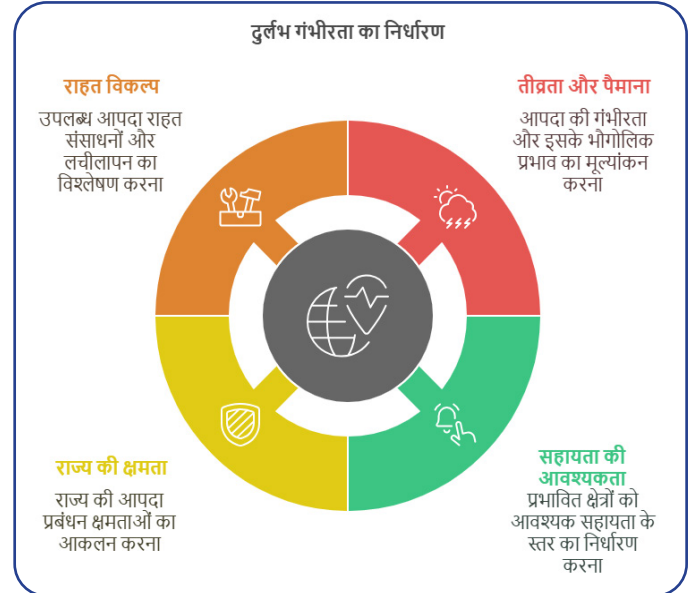 दुर्लभ गंभीरता का निर्धारण
राहत विकल्प
उपलब्ध आपदा राहत
संसाधनों और
लचीलापन का
विश्लेषण करना
तीव्रता और पैमाना
आपदा की गंभीरता
और इसके भौगोलिक
प्रभाव का मूल्यांकन
करना
राज्य की क्षमता
राज्य की आपदा
प्रबंधन क्षमताओं का
आकलन करना
सहायता की
आवश्यकता
प्रभावित क्षेत्रों को
आवश्यक सहायता के
स्तर का निर्धारण
करना